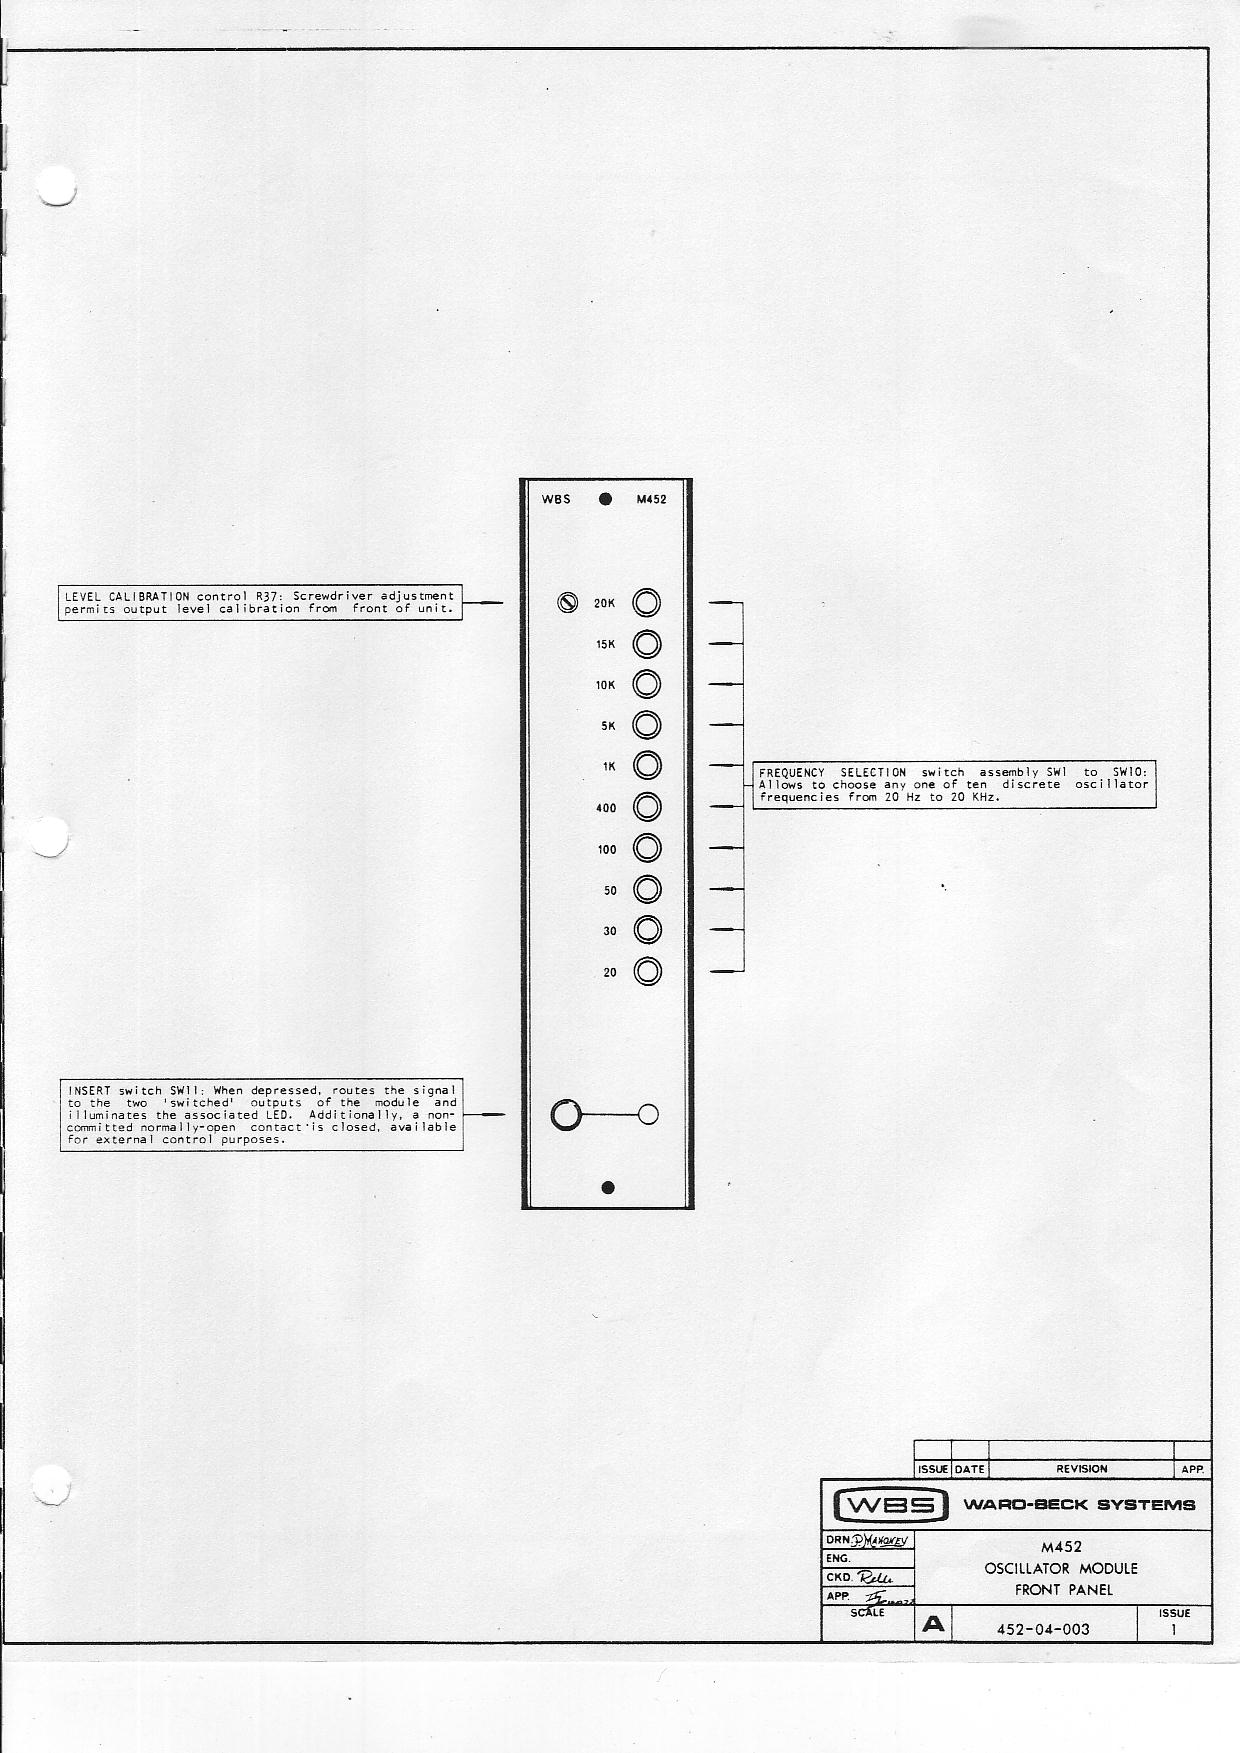 WBS M452
LEVEL CALIBRATION control R37: Screwdriver adjustment
permits output level calibration from front of unit.
20K
15K
10K
5K
1K
400
100
50
30
20
FREQUENCY SELECTION switch assembly SW1 to SW10:
Allows to choose any one of ten discrete oscillator
frequencies from 20 Hz to 20 KHz.
INSERT switch SW11: When depressed, routes the signal
to the two 'switched' outputs of the module and
illuminates the associated LED. Additionally, a non-
committed normally-open contact is closed, available
for external control purposes.
ISSUE DATE REVISION APP.
WBS WARD-BECK SYSTEMS
DRN. P. MAHONEY
ENG.
CKD.
APP.
SCALE
M452
OSCILLATOR MODULE
FRONT PANEL
A 452-04-003
ISSUE
1